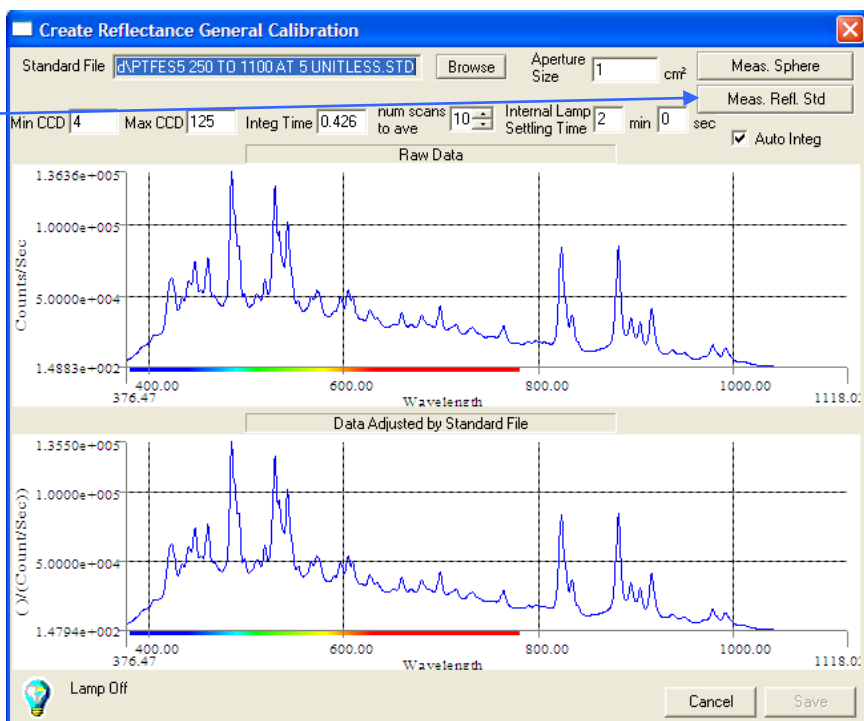 Create Reflectance General Calibration
Standard File d\PTFES5 250 TO 1100 AT 5 UNITLESS.STD Browse Aperture Size 1 cm² Meas. Sphere
Meas. Refl. Std
Min CCD 4 Max CCD 125 Integ Time 0.426 num scans to ave 10 Internal Lamp Settling Time 2 min 0 sec
Auto Integ
Raw Data
1.3636e+005
1.0000e+005
5.0000e+004
1.4883e+002
Counts/Sec
400.00 600.00 800.00 1000.00
376.47 Wavelength 1118.0
Data Adjusted by Standard File
1.3550e+005
1.0000e+005
5.0000e+004
1.4794e+002
( )/(Count/Sec))
400.00 600.00 800.00 1000.00
376.47 Wavelength 1118.0
Lamp Off
Cancel Save